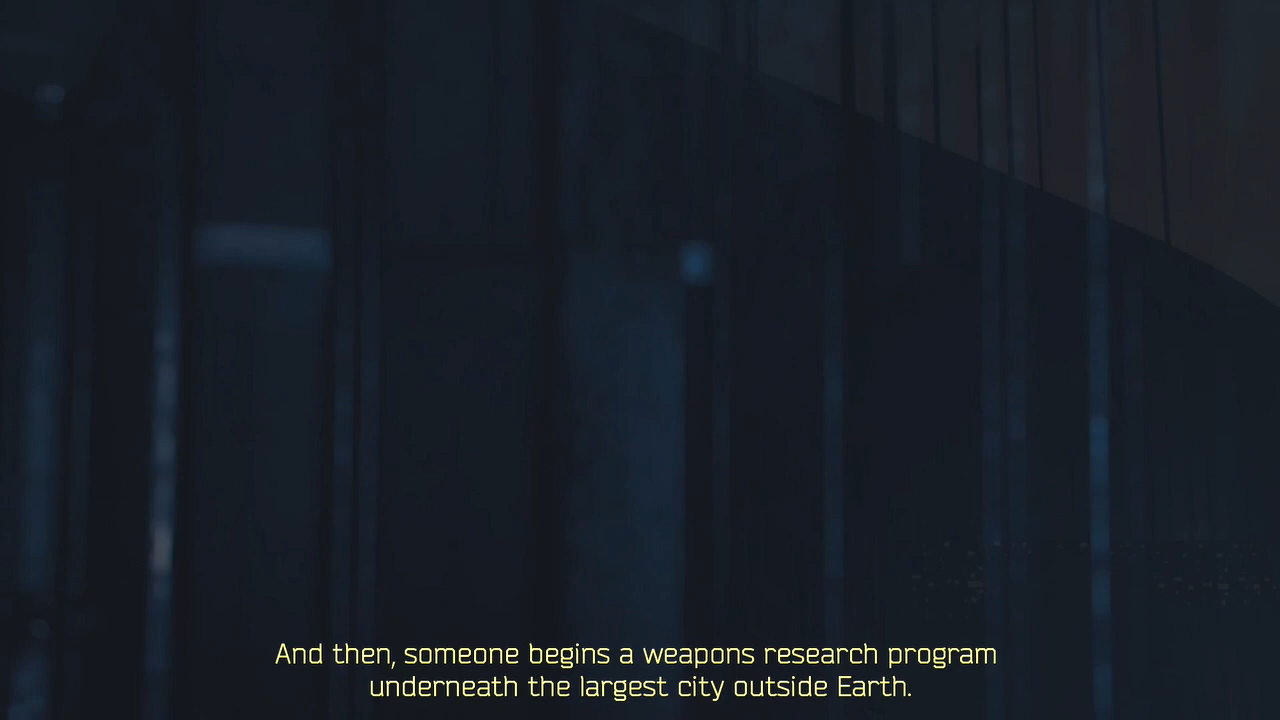 And then, someone begins a weapons research program
underneath the largest city outside Earth.